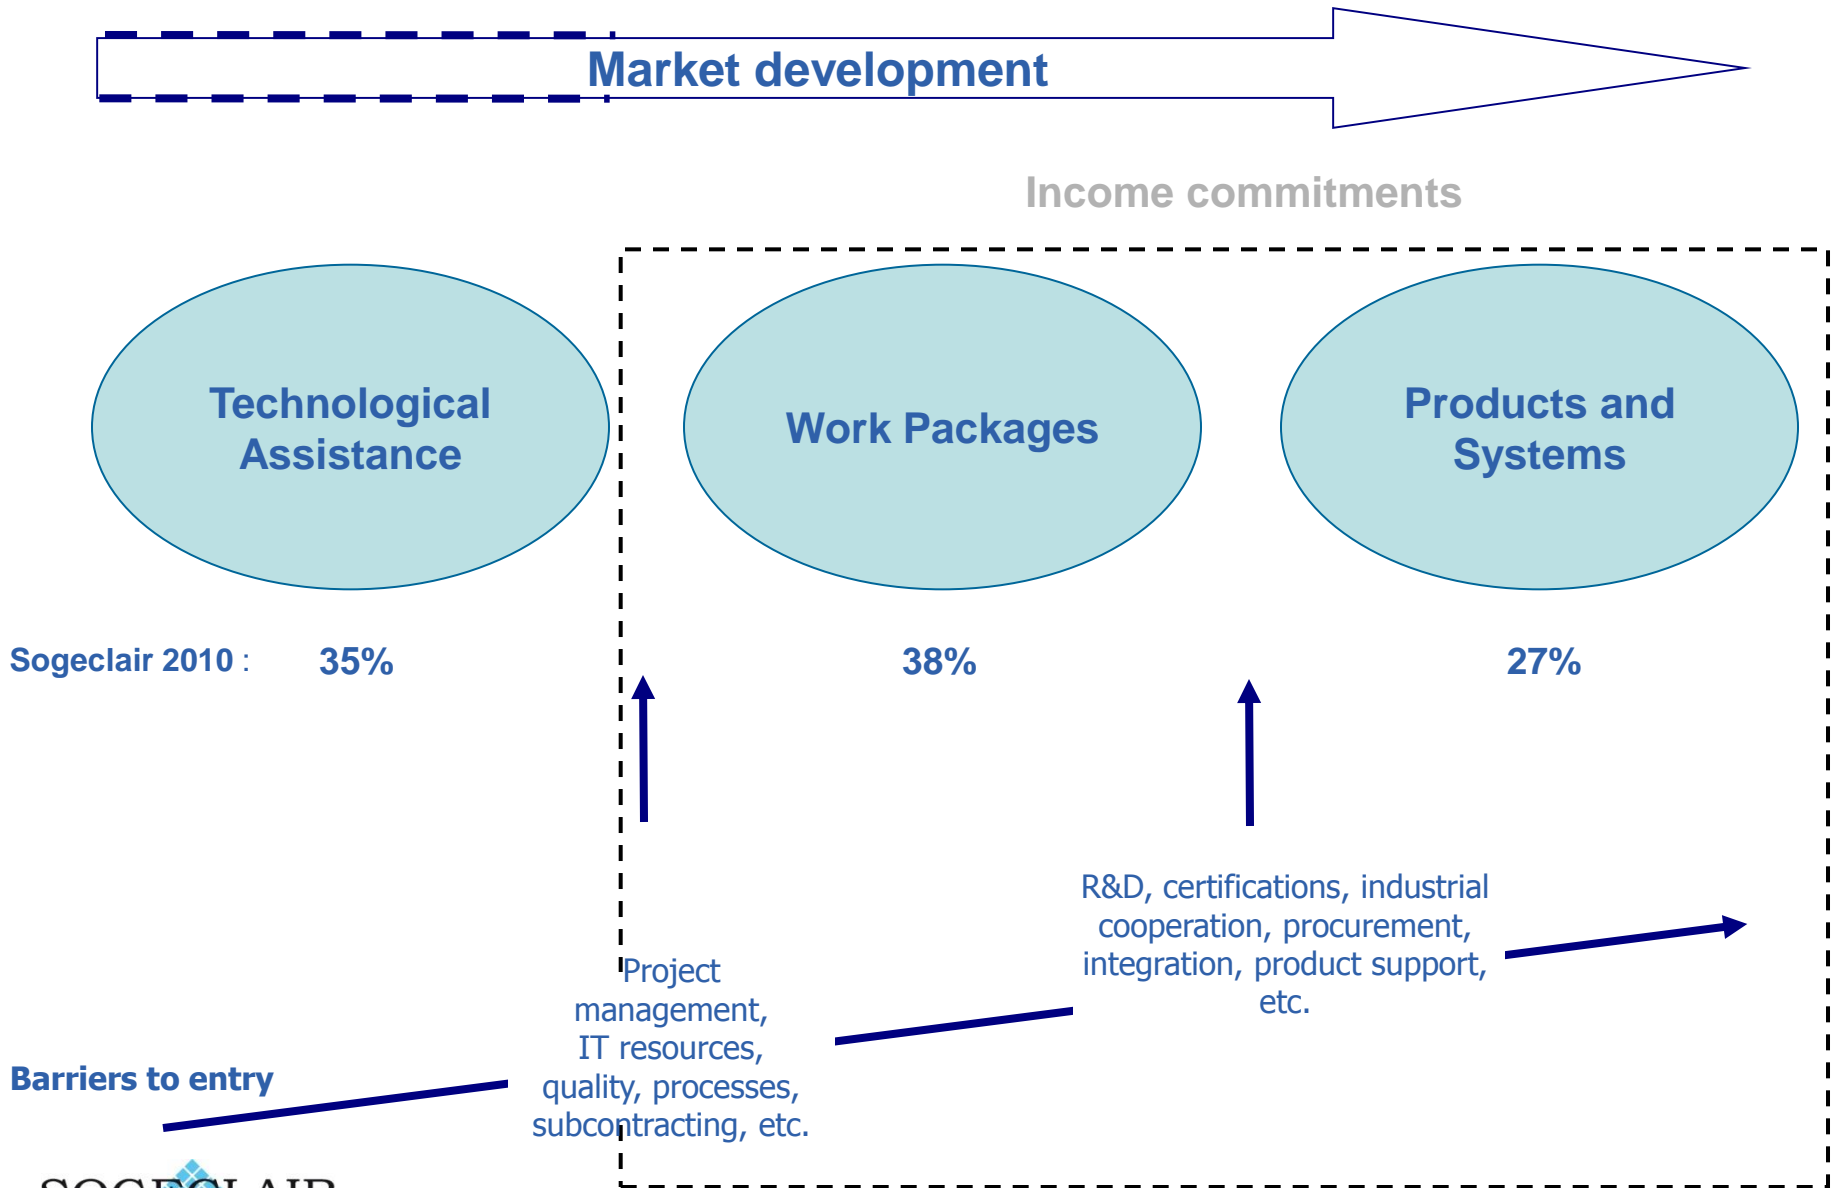 Market development
Income commitments
Technological
Assistance
Work Packages
Products and
Systems
Sogeclair 2010 : 35% 38% 27%
R&D, certifications, industrial
cooperation, procurement,
integration, product support,
etc.
Project
management,
IT resources,
quality, processes,
subcontracting, etc.
Barriers to entry
SOGECLAIR